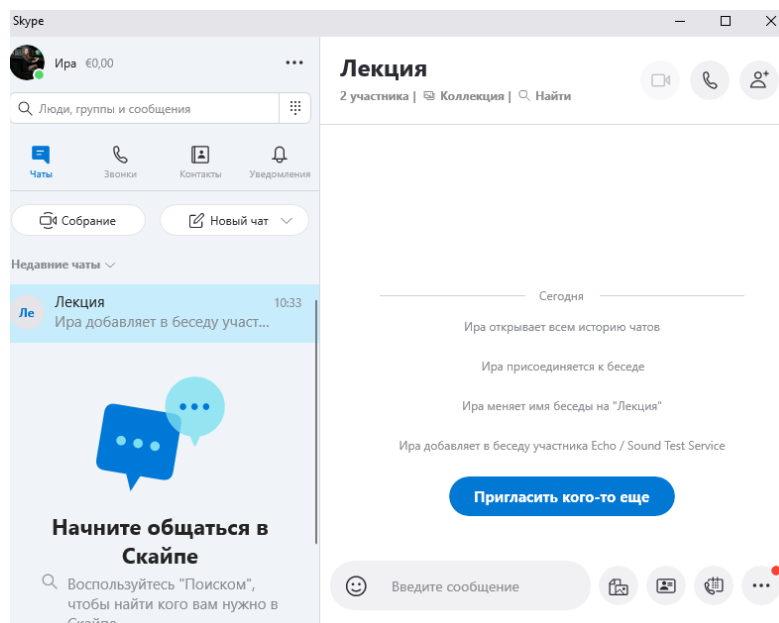 Skype
Ира €0,00
Люди, группы и сообщения
Чаты Звонки Контакты Уведомления
Собрание Новый чат
Недавние чаты
Ле
Лекция 10:33
Ира добавляет в беседу участ...
Начните общаться в
Скайпе
Воспользуйтесь "Поиском",
чтобы найти кого вам нужно в
Скайпе
Лекция
2 участника | Коллекция | Найти
Сегодня
Ира открывает всем историю чатов
Ира присоединяется к беседе
Ира меняет имя беседы на "Лекция"
Ира добавляет в беседу участника Echo / Sound Test Service
Пригласить кого-то еще
Введите сообщение